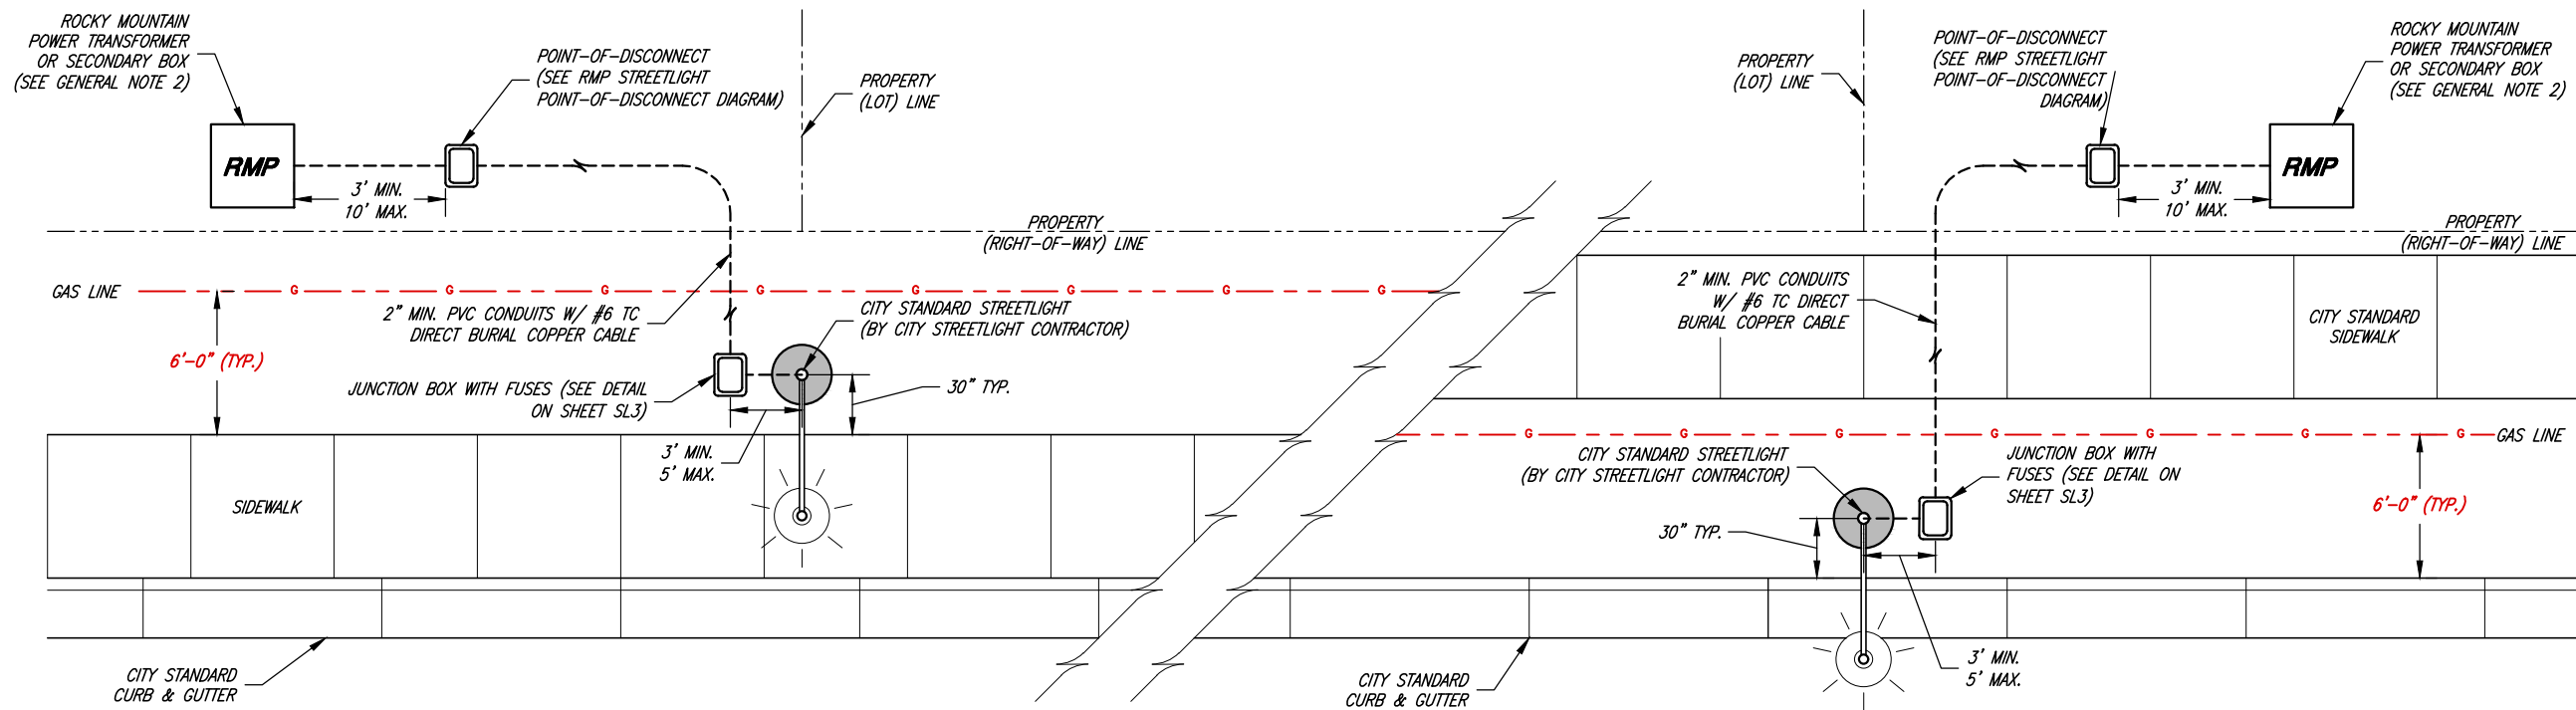 ROCKY MOUNTAIN
POWER TRANSFORMER
OR SECONDARY BOX
(SEE GENERAL NOTE 2)
POINT-OF-DISCONNECT
(SEE RMP STREETLIGHT
POINT-OF-DISCONNECT DIAGRAM)
PROPERTY
(LOT) LINE
RMP
3' MIN.
10' MAX.
PROPERTY
(RIGHT-OF-WAY) LINE
GAS LINE
G G G G G G G G
2" MIN. PVC CONDUITS W/ #6 TC
DIRECT BURIAL COPPER CABLE
CITY STANDARD STREETLIGHT
(BY CITY STREETLIGHT CONTRACTOR)
6'-0" (TYP.)
JUNCTION BOX WITH FUSES (SEE DETAIL
ON SHEET SL3)
30" TYP.
3' MIN.
5' MAX.
SIDEWALK
CITY STANDARD
CURB & GUTTER
PROPERTY
(LOT) LINE
POINT-OF-DISCONNECT
(SEE RMP STREETLIGHT
POINT-OF-DISCONNECT
DIAGRAM)
ROCKY MOUNTAIN
POWER TRANSFORMER
OR SECONDARY BOX
(SEE GENERAL NOTE 2)
RMP
3' MIN.
10' MAX.
PROPERTY
(RIGHT-OF-WAY) LINE
2" MIN. PVC CONDUITS
W/ #6 TC DIRECT
BURIAL COPPER CABLE
CITY STANDARD
SIDEWALK
G G G G G G G
GAS LINE
CITY STANDARD STREETLIGHT
(BY CITY STREETLIGHT CONTRACTOR)
JUNCTION BOX WITH
FUSES (SEE DETAIL ON
SHEET SL3)
6'-0" (TYP.)
30" TYP.
3' MIN.
5' MAX.
CITY STANDARD
CURB & GUTTER